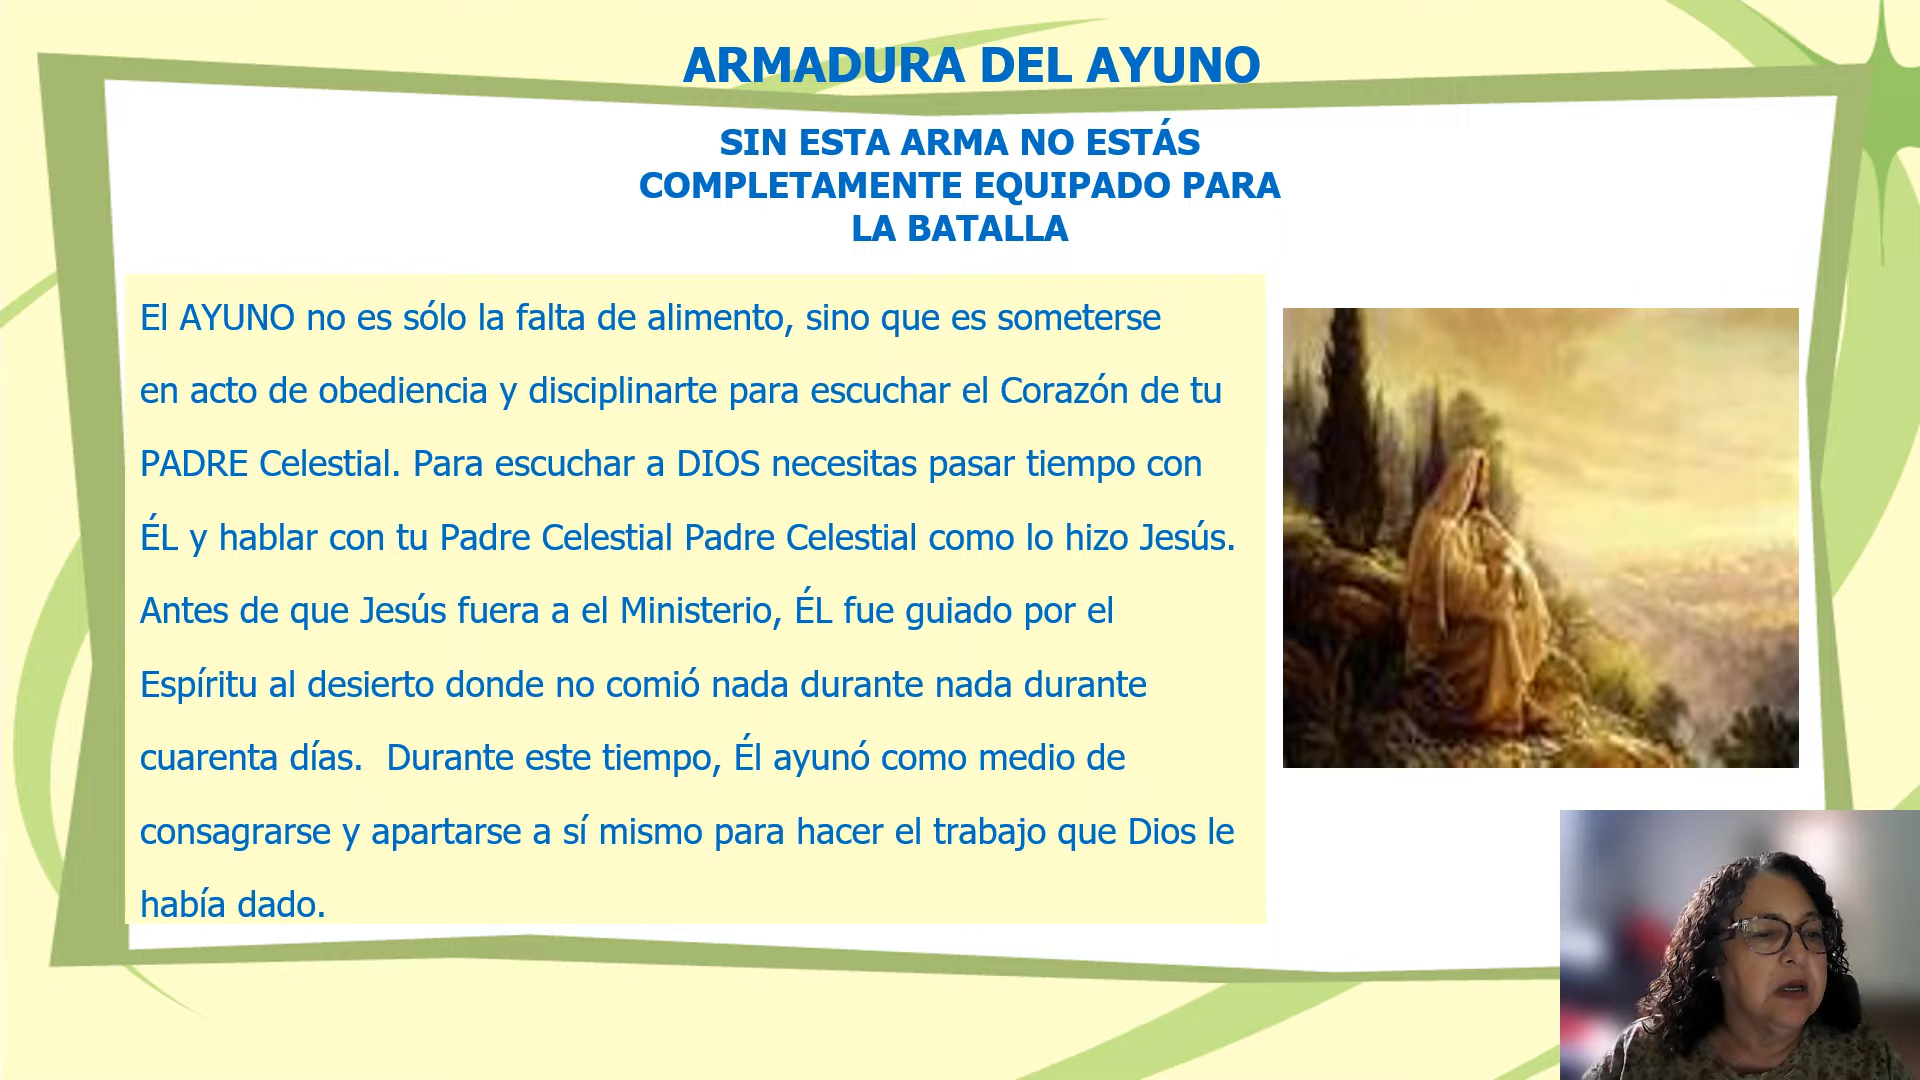 ARMADURA DEL AYUNO
SIN ESTA ARMA NO ESTÁS
COMPLETAMENTE EQUIPADO PARA
LA BATALLA
El AYUNO no es sólo la falta de alimento, sino que es someterse
en acto de obediencia y disciplinarte para escuchar el Corazón de tu
PADRE Celestial. Para escuchar a DIOS necesitas pasar tiempo con
ÉL y hablar con tu Padre Celestial Padre Celestial como lo hizo Jesús.
Antes de que Jesús fuera a el Ministerio, ÉL fue guiado por el
Espíritu al desierto donde no comió nada durante nada durante
cuarenta días.  Durante este tiempo, Él ayunó como medio de
consagrarse y apartarse a sí mismo para hacer el trabajo que Dios le
había dado.